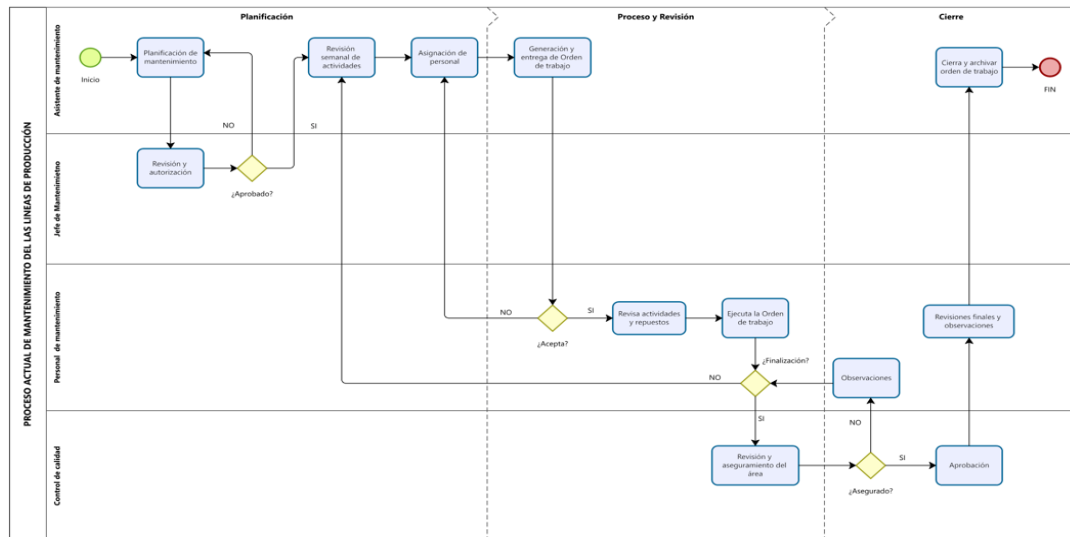 PROCESO ACTUAL DE MANTENIMIENTO DEL LAS LINEAS DE PRODUCCIÓN
Planificación
Proceso y Revisión
Cierre
Asistente de mantenimiento
Inicio
Planificación de
mantenimiento
Revisión
semanal de
actividades
Asignación de
personal
Generación y
entrega de Orden
de trabajo
Cierra y archivar
orden de trabajo
FIN
NO
SI
Jefe de Mantenimietno
Revisión y
autorización
¿Aprobado?
Personal de mantenimiento
NO
¿Acepta?
SI
Revisa actividades
y repuestos
Ejecuta la Orden
de trabajo
¿Finalización?
NO
SI
Observaciones
Revisiones finales y
observaciones
Control de calidad
Revisión y
aseguramiento del
área
NO
¿Asegurado?
SI
Aprobación